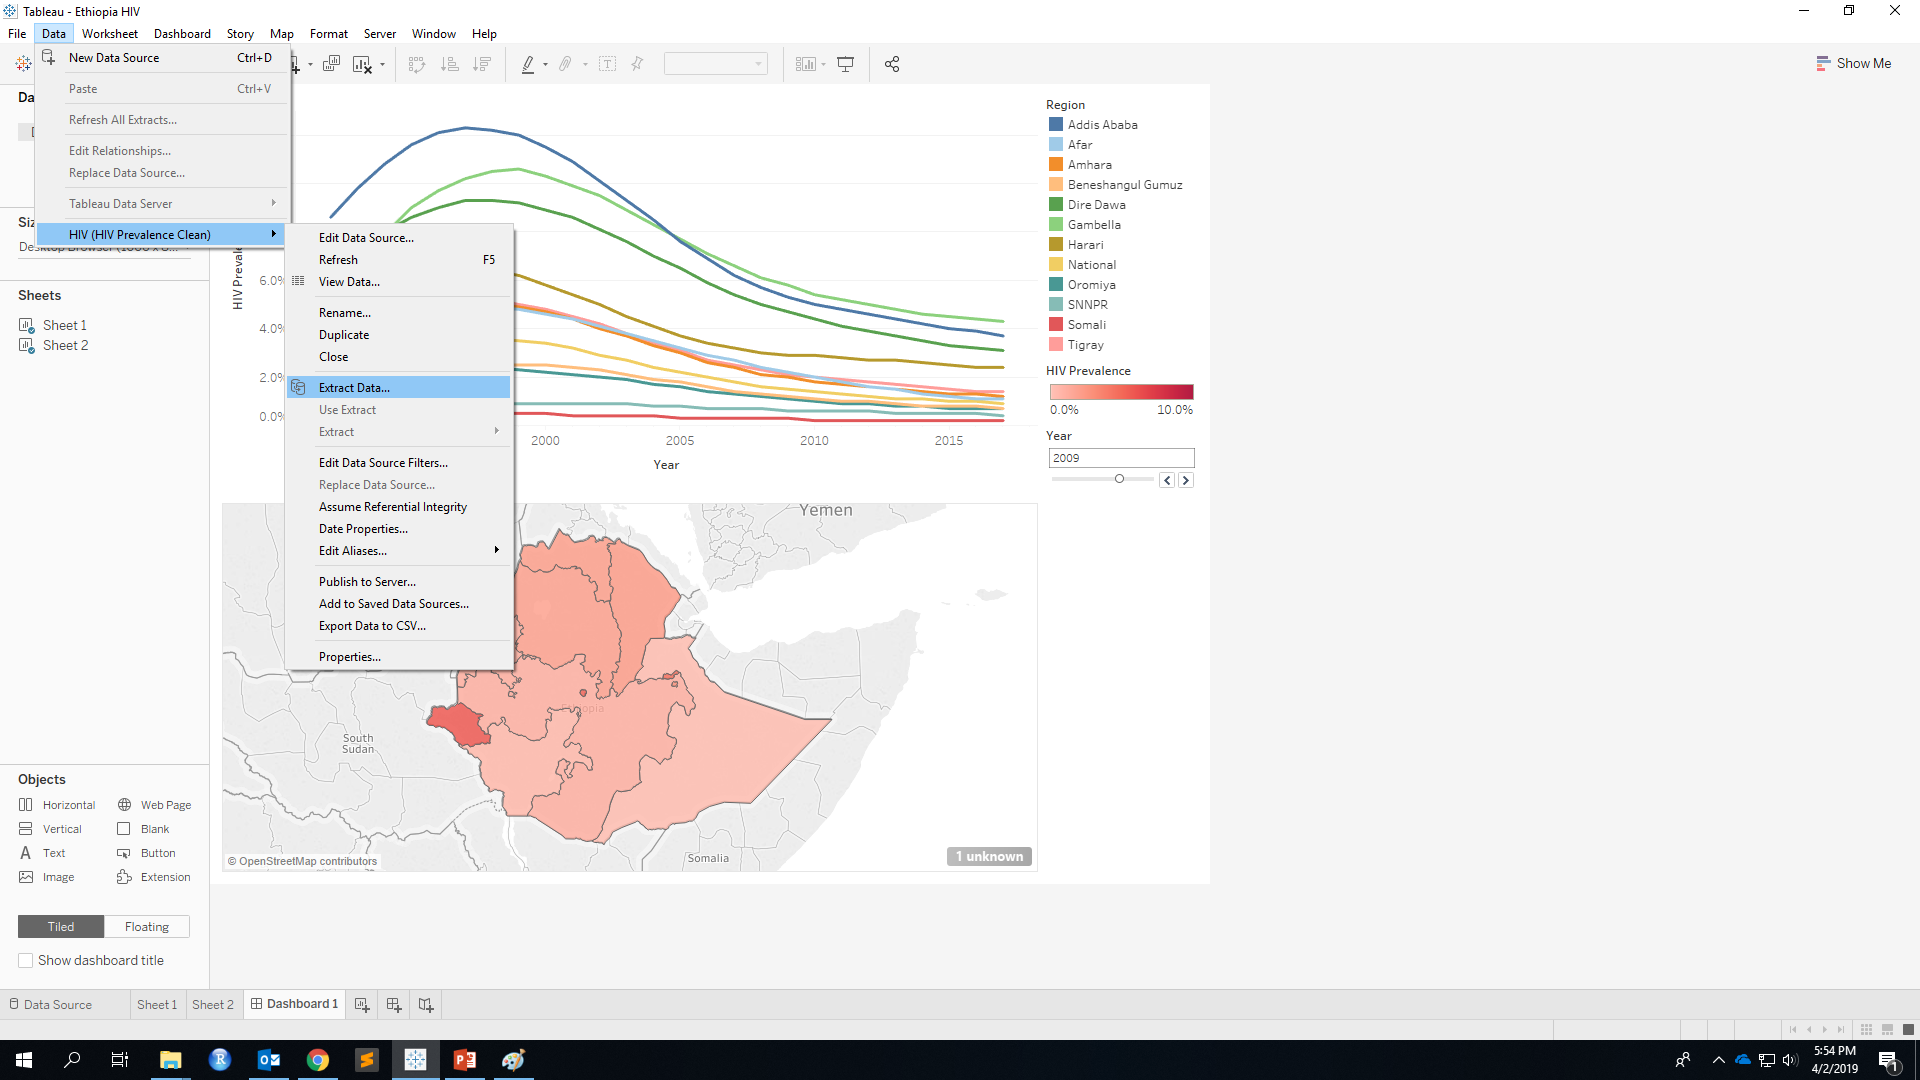 Tableau - Ethiopia HIV
File Data Worksheet Dashboard Story Map Format Server Window Help
New Data Source Ctrl+D
Paste Ctrl+V
Refresh All Extracts...
Edit Relationships...
Replace Data Source...
Tableau Data Server
HIV (HIV Prevalence Clean)
Edit Data Source...
Refresh F5
View Data...
Rename...
Duplicate
Close
Extract Data...
Use Extract
Extract
Edit Data Source Filters...
Replace Data Source...
Assume Referential Integrity
Date Properties...
Edit Aliases...
Publish to Server...
Add to Saved Data Sources...
Export Data to CSV...
Properties...
Show Me
Sheets
Sheet 1
Sheet 2
Objects
Horizontal Web Page
Vertical Blank
Text Button
Image Extension
Tiled Floating
Show dashboard title
HIV Prevale
6.0%
4.0%
2.0%
0.0%
2000 2005 2010 2015
Year
Region
Addis Ababa
Afar
Amhara
Beneshangul Gumuz
Dire Dawa
Gambella
Harari
National
Oromiya
SNNPR
Somali
Tigray
HIV Prevalence
0.0% 10.0%
Year
2009
Yemen
Ethiopia
South
Sudan
Somalia
© OpenStreetMap contributors
1 unknown
Data Source Sheet 1 Sheet 2 Dashboard 1
5:54 PM
4/2/2019
1